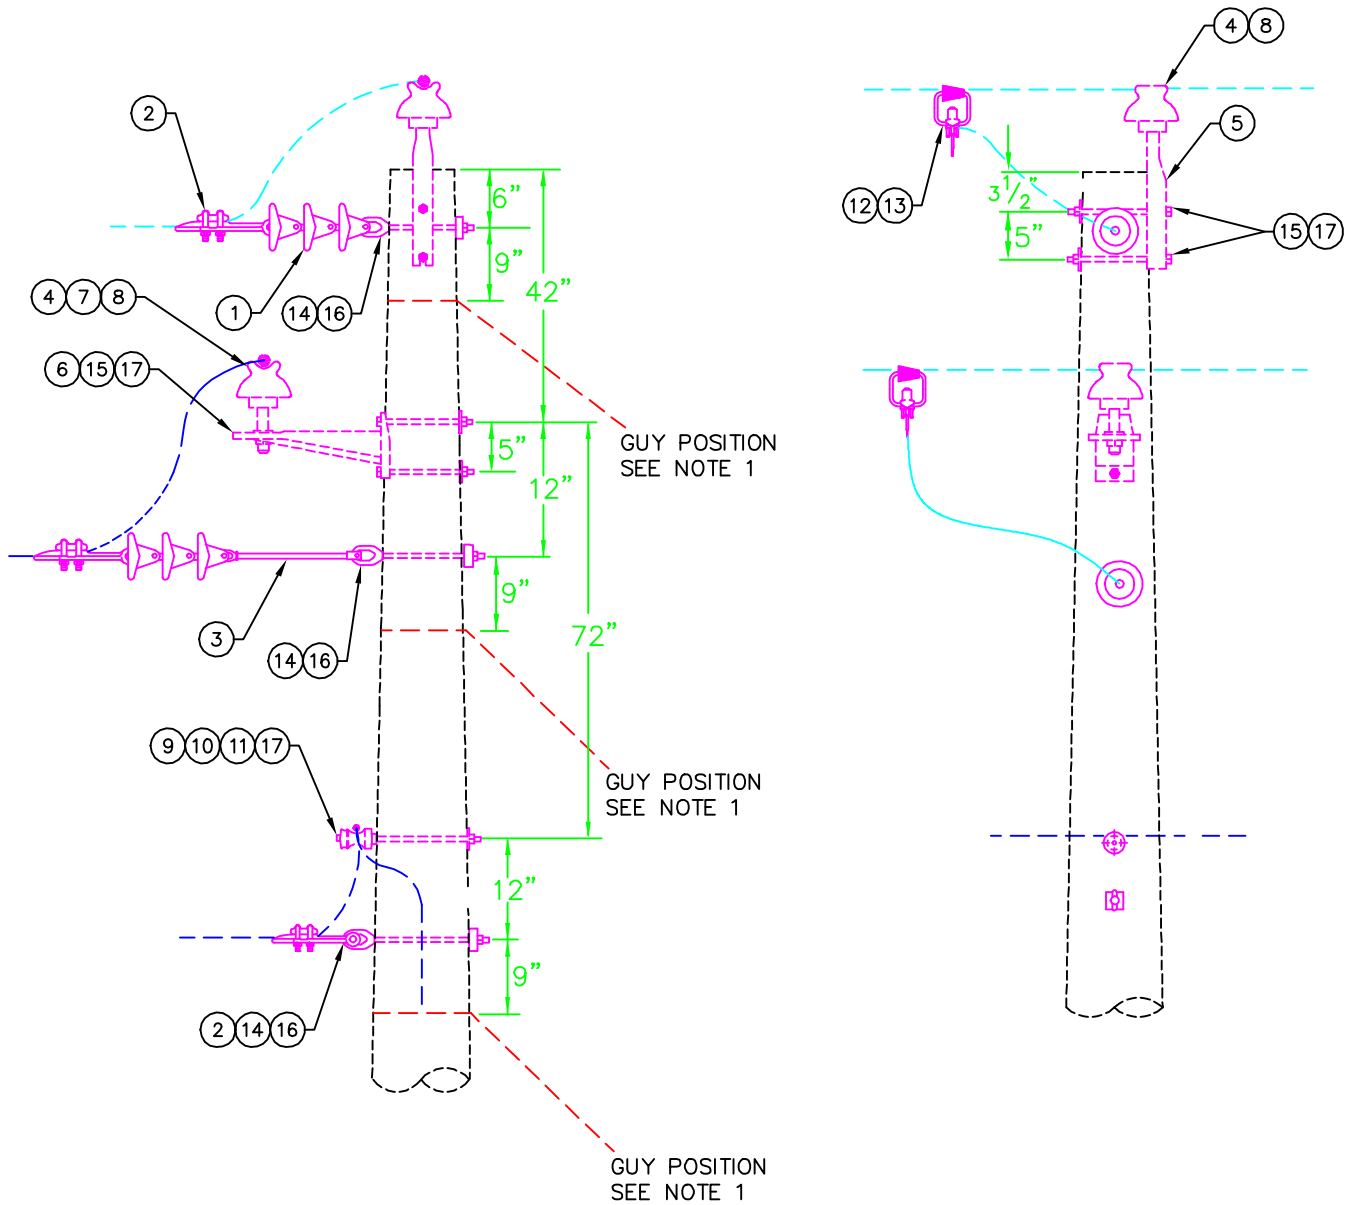 4 8
2
5
6”
3 1/2”
12 13
5”
15 17
9”
42”
4 7 8
1
14 16
6 15 17
GUY POSITION
SEE NOTE 1
5”
12”
9”
72”
3
14 16
9 10 11 17
GUY POSITION
SEE NOTE 1
12”
9”
2 14 16
GUY POSITION
SEE NOTE 1